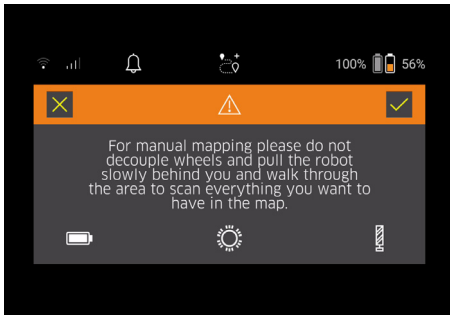 100% 56%
For manual mapping please do not
decouple wheels and pull the robot
slowly behind you and walk through
the area to scan everything you want to
have in the map.